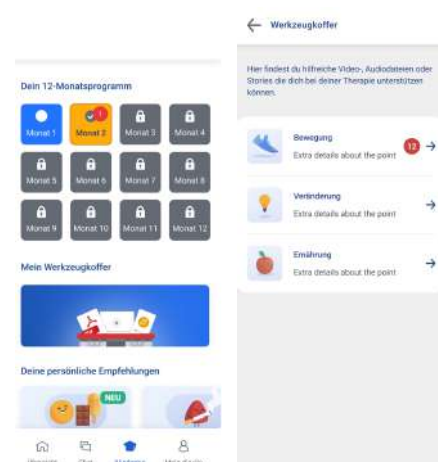 Dein 12-Monatsprogramm
Monat 1
1
Monat 2
Monat 3
Monat 4
Monat 5
Monat 6
Monat 7
Monat 8
Monat 9
Monat 10
Monat 11
Monat 12
Mein Werkzeugkoffer
Deine persönliche Empfehlungen
NEU
Werkzeugkoffer
Hier findest du hilfreiche Video-, Audiodateien oder
Stories die dich bei deiner Therapie unterstützen
können.
Bewegung
Extra details about the point
12
Veränderung
Extra details about the point
Ernährung
Extra details about the point